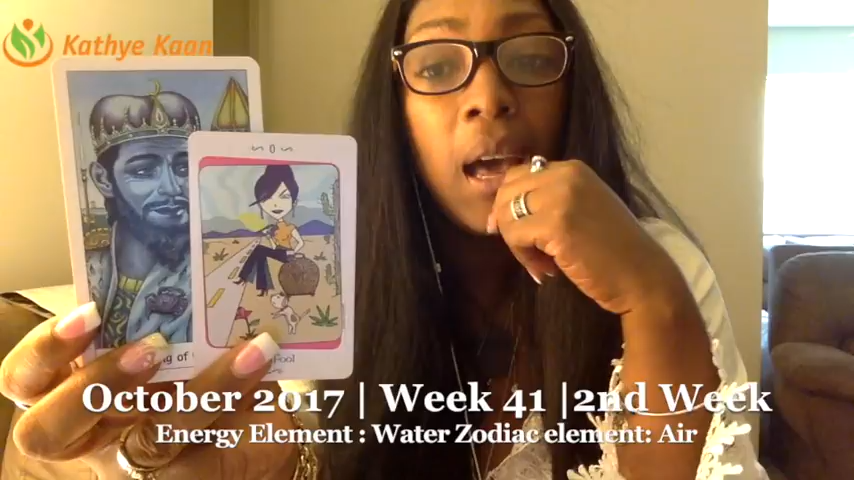 Kathye Kaan
0
October 2017 | Week 41 |2nd Week
Energy Element : Water Zodiac element: Air